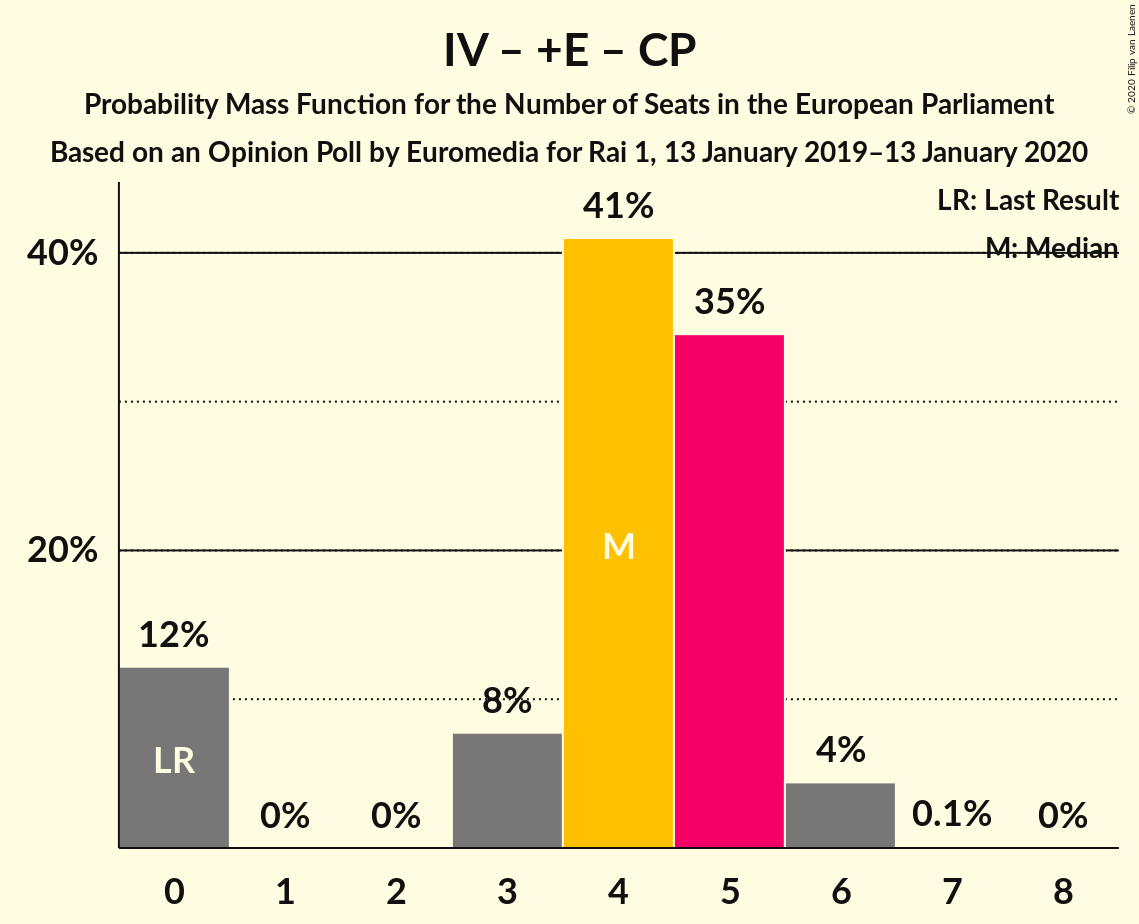 IV – +E – CP
Probability Mass Function for the Number of Seats in the European Parliament
Based on an Opinion Poll by Euromedia for Rai 1, 13 January 2019–13 January 2020
© 2020 Filip van Laenen
LR: Last Result
M: Median
40%
20%
12%
0%
0%
8%
41%
35%
4%
0.1%
0%
LR
M
0 1 2 3 4 5 6 7 8